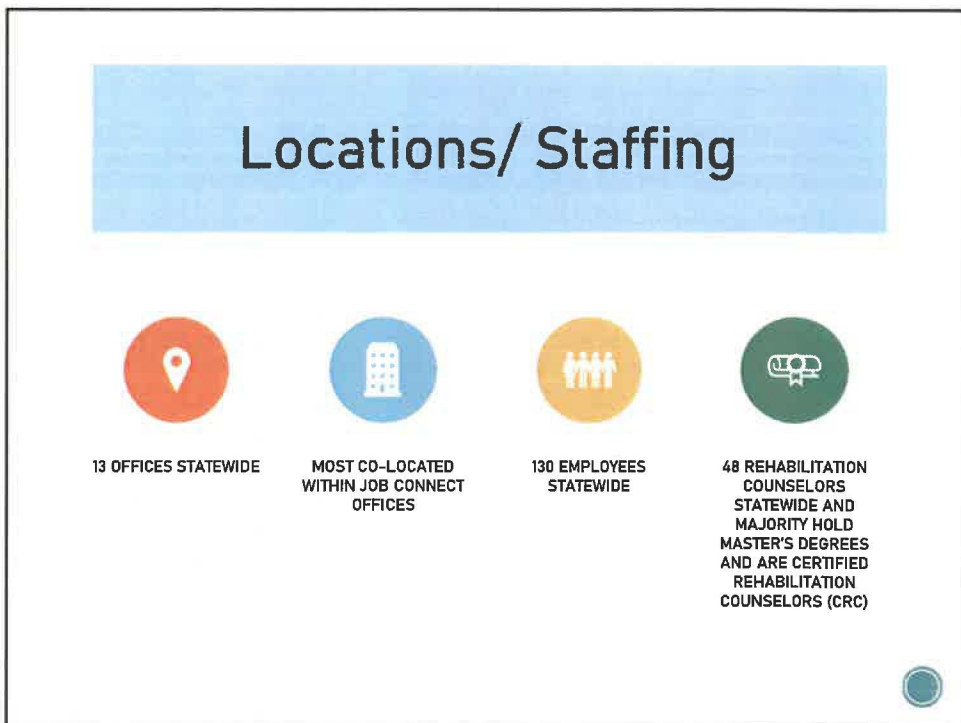 Locations/ Staffing
13 OFFICES STATEWIDE
MOST CO-LOCATED
WITHIN JOB CONNECT
OFFICES
130 EMPLOYEES
STATEWIDE
48 REHABILITATION
COUNSELORS
STATEWIDE AND
MAJORITY HOLD
MASTER'S DEGREES
AND ARE CERTIFIED
REHABILITATION
COUNSELORS (CRC)